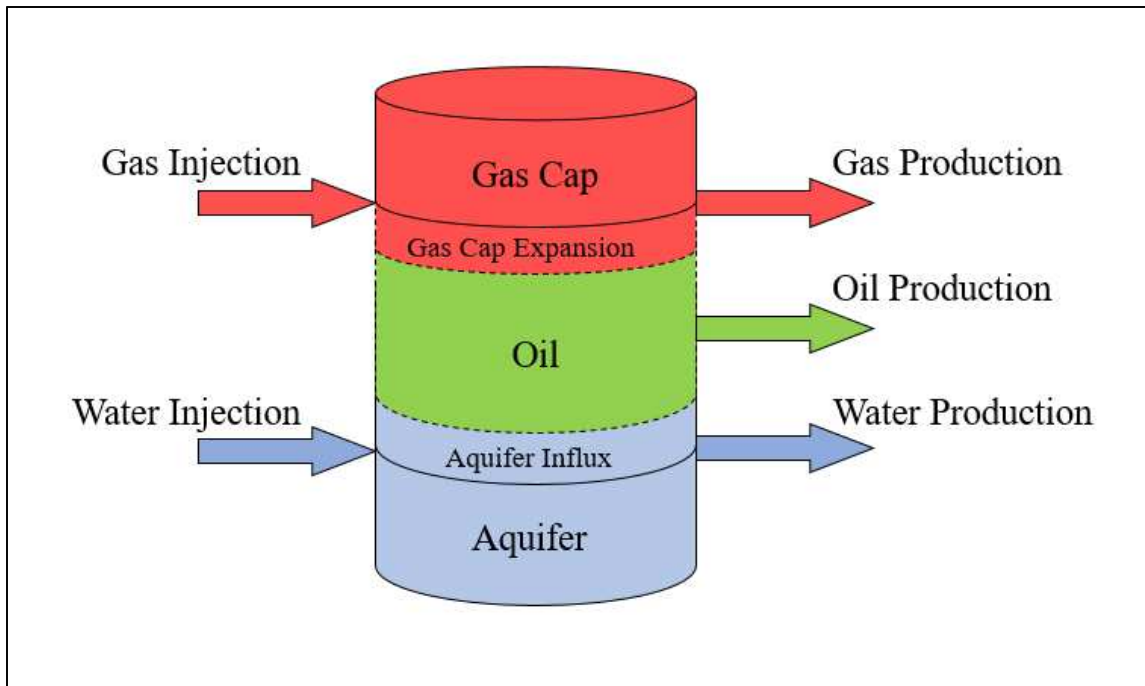 Gas Injection
Gas Cap
Gas Production
Gas Cap Expansion
Oil Production
Oil
Water Injection
Water Production
Aquifer Influx
Aquifer